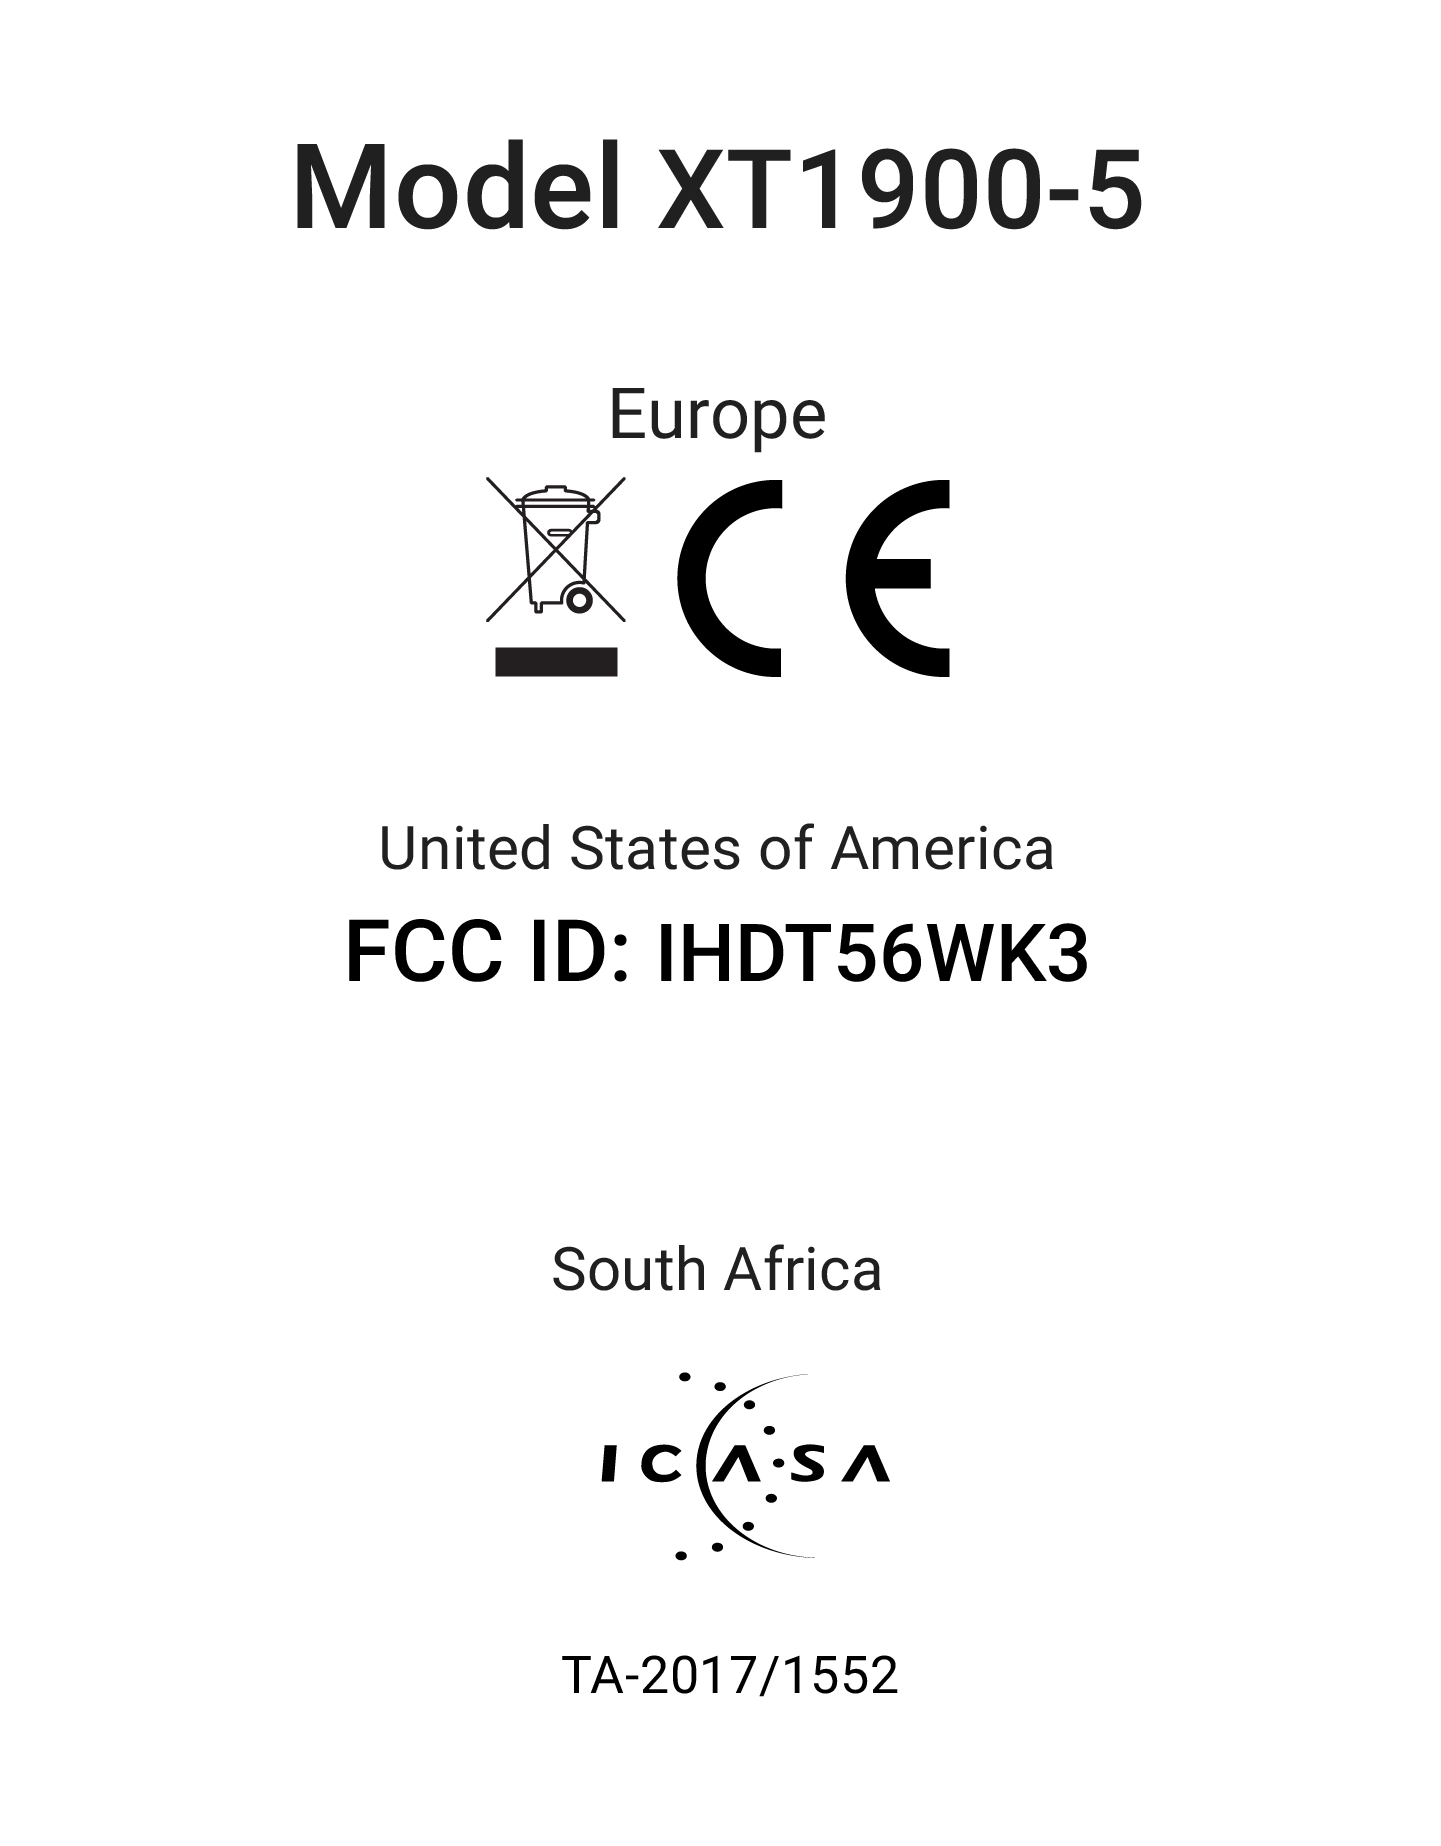 Model XT1900-5
Europe
CE
United States of America
FCC ID: IHDT56WK3
South Africa
ICASA
TA-2017/1552